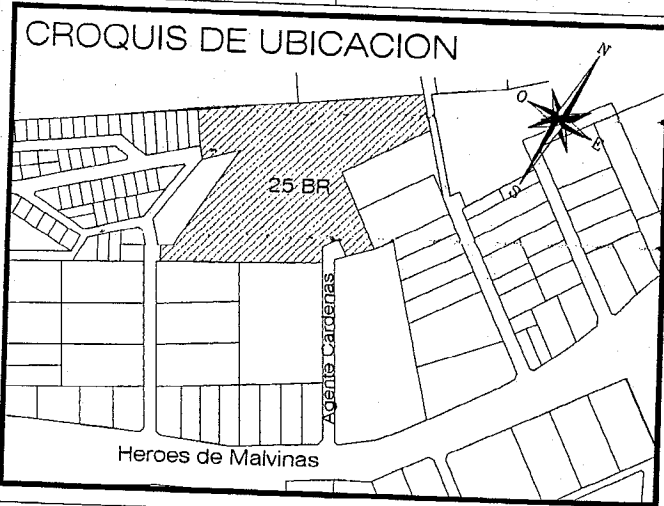 CROQUIS DE UBICACION
N
O
E
S
25 BR
Agente Cardenas
Heroes de Malvinas